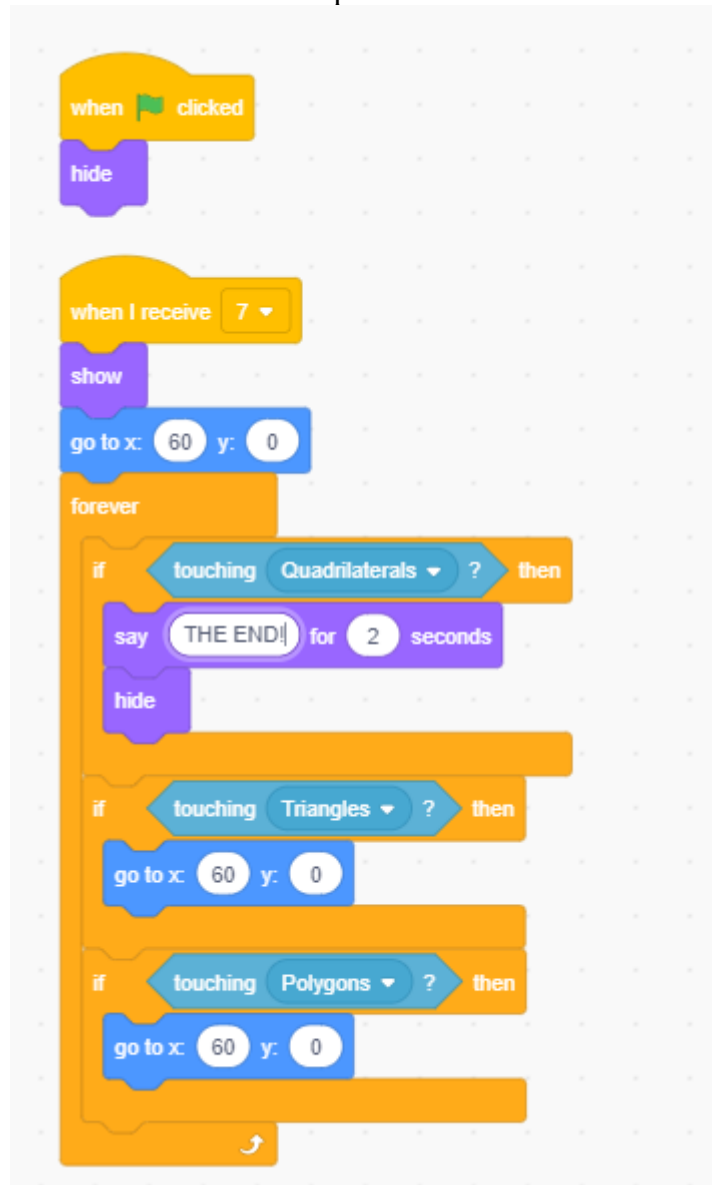 when clicked
hide
when I receive 7
show
go to x: 60 y: 0
forever
if touching Quadrilaterals ? then
say THE END! for 2 seconds
hide
if touching Triangles ? then
go to x: 60 y: 0
if touching Polygons ? then
go to x: 60 y: 0